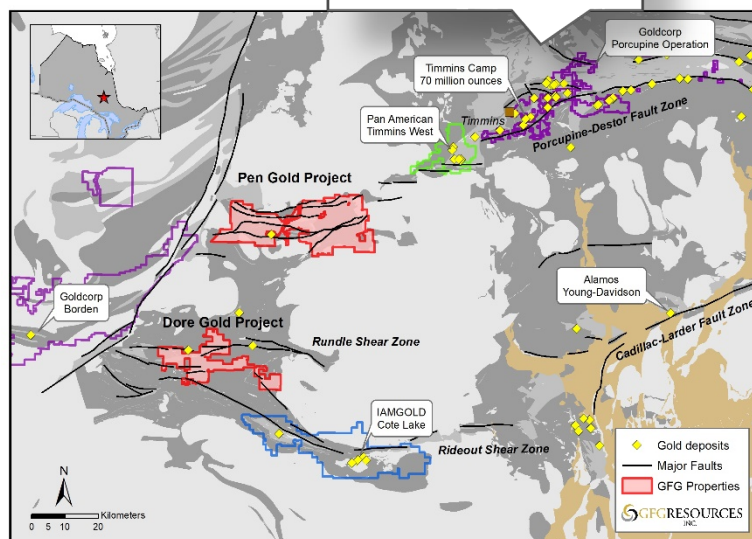 Goldcorp
Porcupine Operation
Timmins Camp
70 million ounces
Pan American
Timmins West
Timmins
Porcupine-Destor Fault Zone
Pen Gold Project
Goldcorp
Borden
Alamos
Young-Davidson
Dore Gold Project
Rundle Shear Zone
Cadillac-Larder Fault Zone
IAMGOLD
Cote Lake
Rideout Shear Zone
N
Kilometers
0 5 10 20
Gold deposits
Major Faults
GFG Properties
GFG RESOURCES
INC.